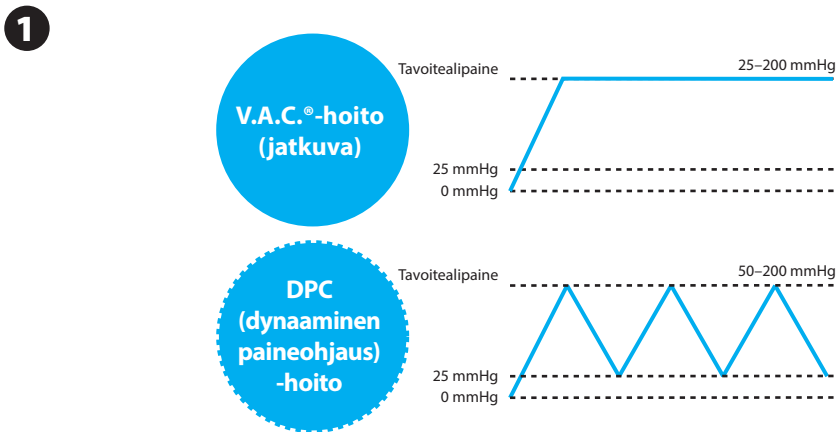 1
V.A.C.®-hoito
(jatkuva)
Tavoitealipaine
25–200 mmHg
25 mmHg
0 mmHg
DPC
(dynaaminen
paineohjaus)
-hoito
Tavoitealipaine
50–200 mmHg
25 mmHg
0 mmHg